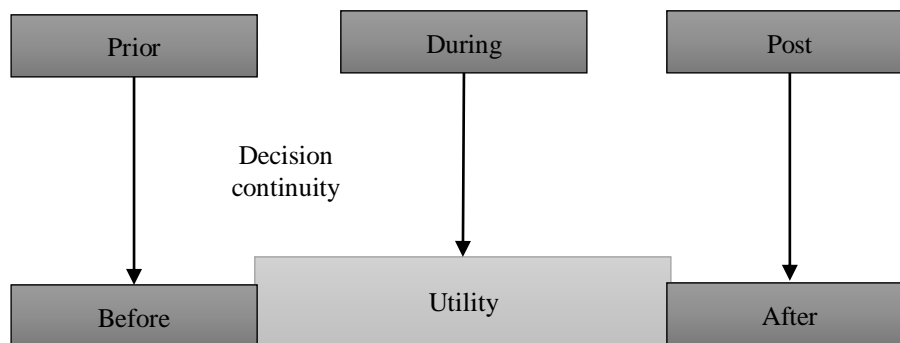 Prior
During
Post
Decision
continuity
Before
Utility
After